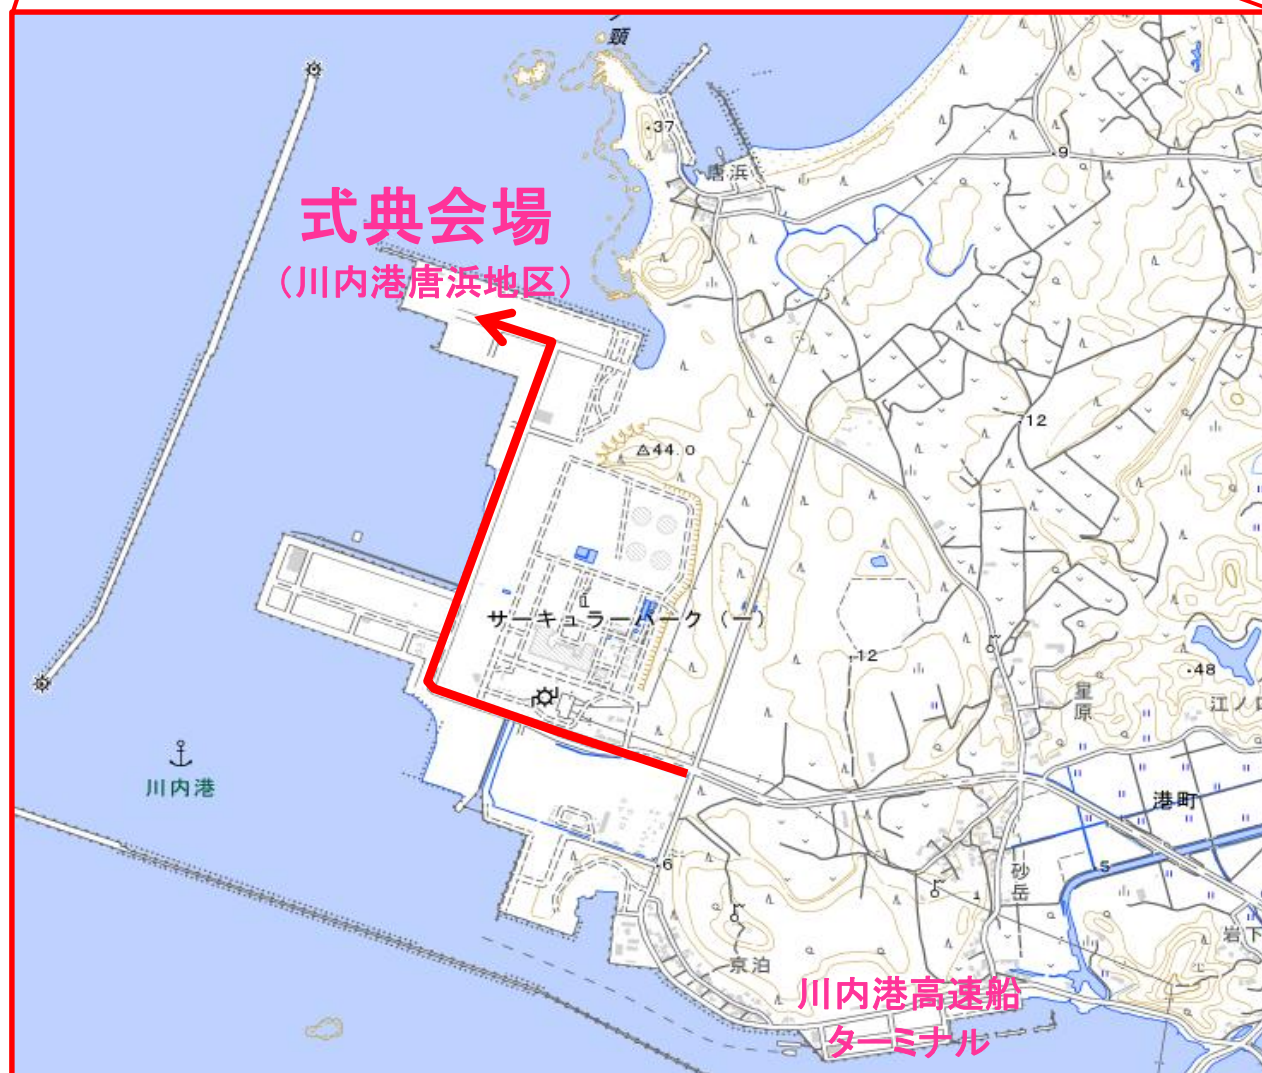 頸
・37
唐浜
9
式典会場
（川内港唐浜地区）
12
44.0
サーキュラーパーク（一）
12
星原
・48
江ノ口
川内港
港町
6
砂岳
5
岩下
京泊
川内港高速船
ターミナル